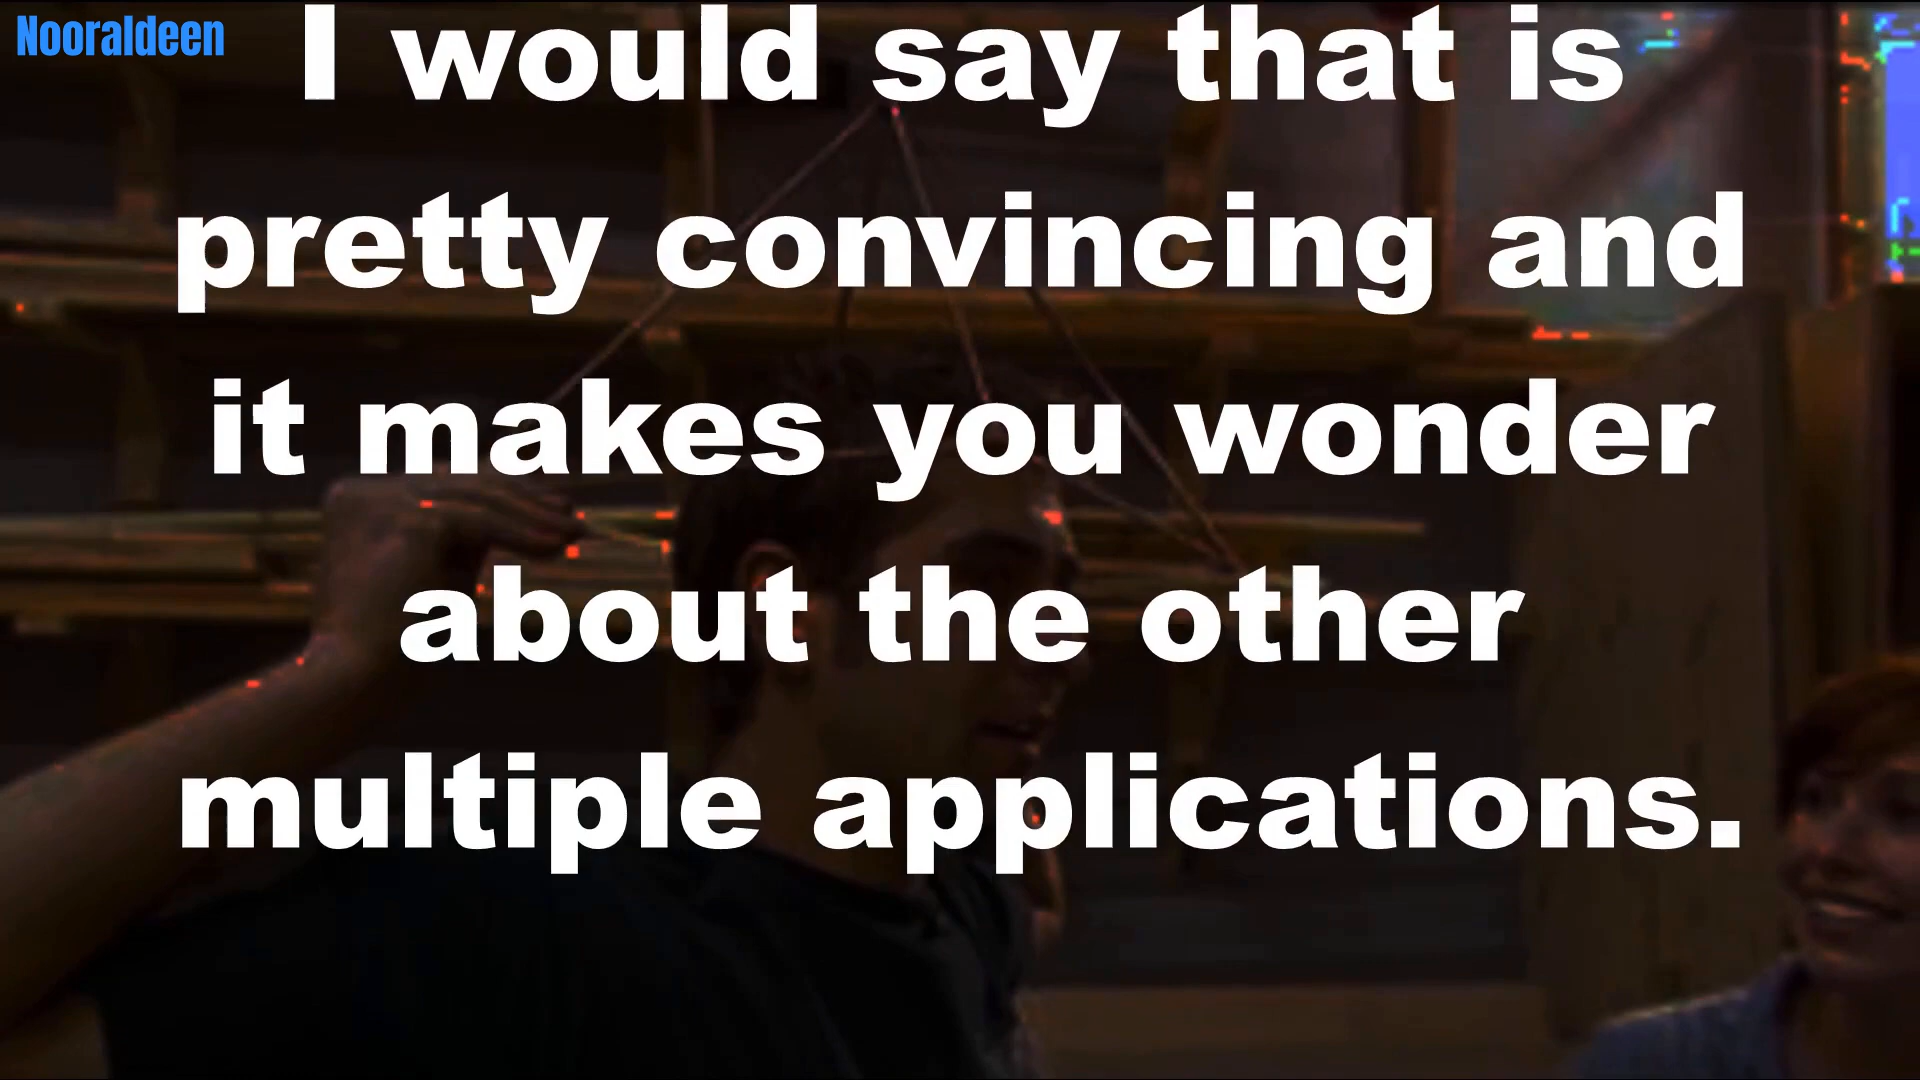 Nooraldeen
I would say that is
pretty convincing and
it makes you wonder
about the other
multiple applications.